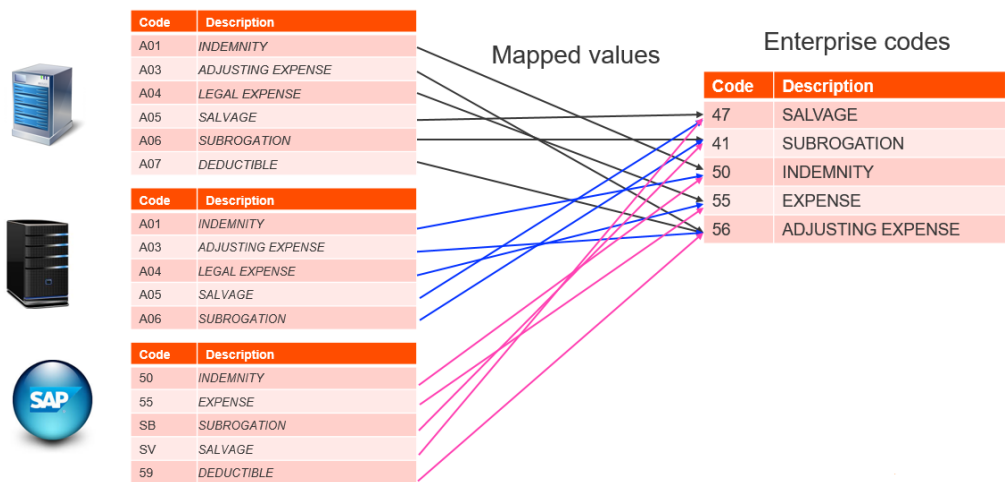 Code Description
A01 INDEMNITY
A03 ADJUSTING EXPENSE
A04 LEGAL EXPENSE
A05 SALVAGE
A06 SUBROGATION
A07 DEDUCTIBLE
Code Description
A01 INDEMNITY
A03 ADJUSTING EXPENSE
A04 LEGAL EXPENSE
A05 SALVAGE
A06 SUBROGATION
SAP
Code Description
50 INDEMNITY
55 EXPENSE
SB SUBROGATION
SV SALVAGE
59 DEDUCTIBLE
Mapped values
Enterprise codes
Code Description
47 SALVAGE
41 SUBROGATION
50 INDEMNITY
55 EXPENSE
56 ADJUSTING EXPENSE